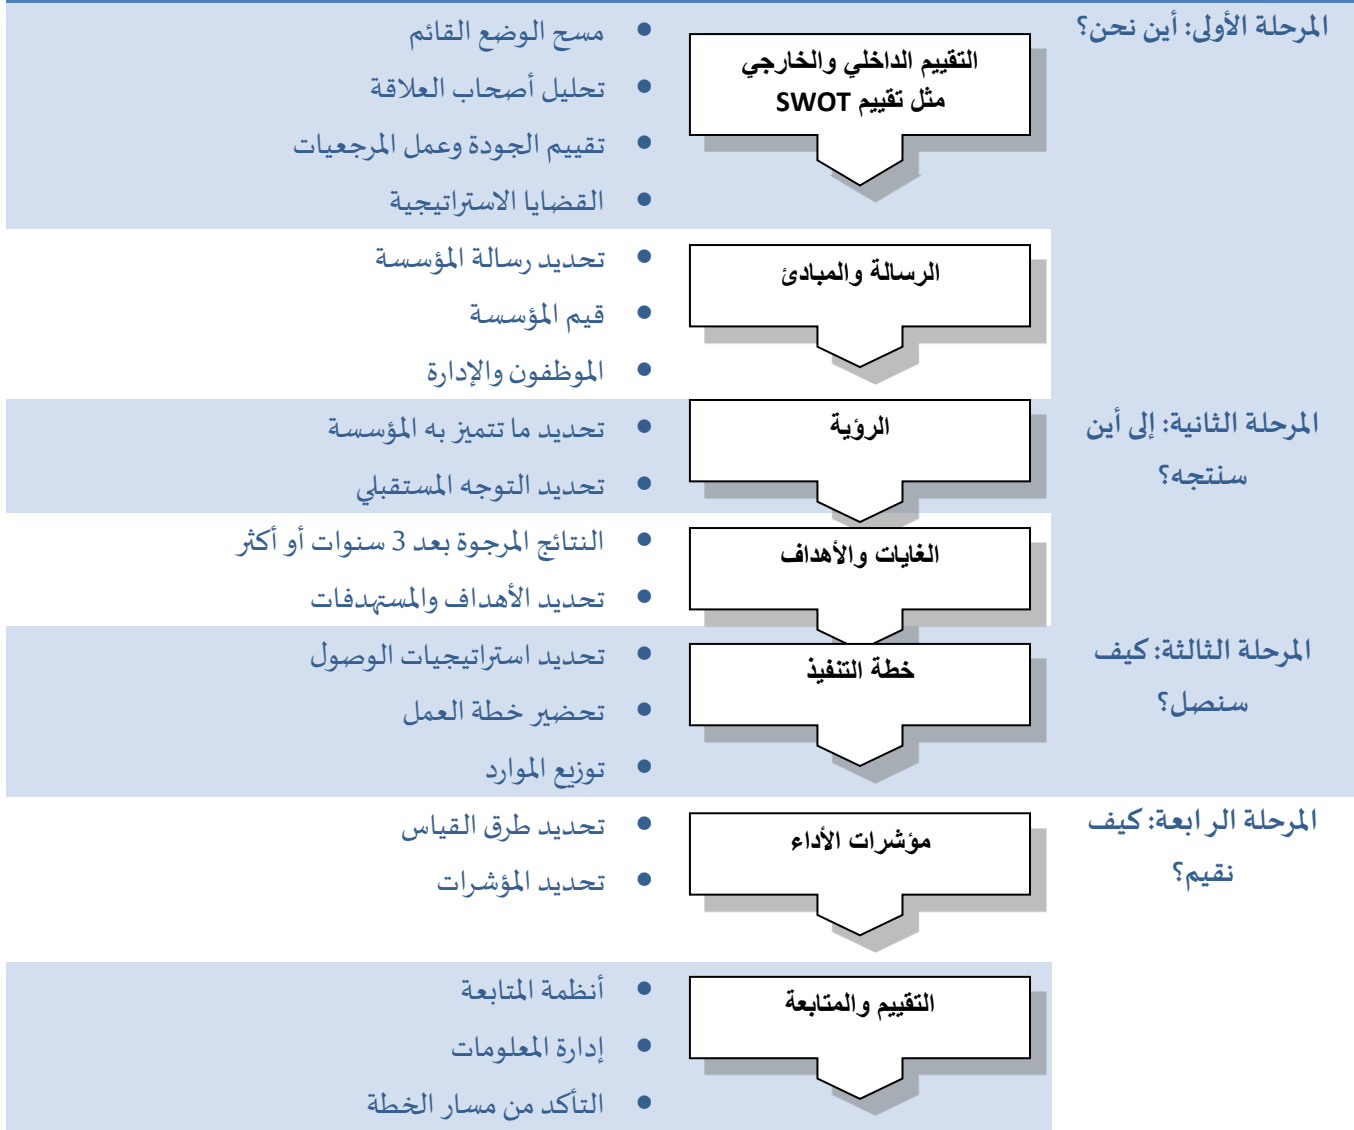 المرحلة الأولى: أين نحن؟
التقييم الداخلي والخارجي
مثل تقييم SWOT
• مسح الوضع القائم
• تحليل أصحاب العلاقة
• تقييم الجودة وعمل المرجعيات
• القضايا الاستراتيجية
الرسالة والمبادئ
• تحديد رسالة المؤسسة
• قيم المؤسسة
• الموظفون والإدارة
المرحلة الثانية: إلى أين
سنتجه؟
الرؤية
• تحديد ما تتميز به المؤسسة
• تحديد التوجه المستقبلي
الغايات والأهداف
• النتائج المرجوة بعد 3 سنوات أو أكثر
• تحديد الأهداف والمستهدفات
المرحلة الثالثة: كيف
سنصل؟
خطة التنفيذ
• تحديد استراتيجيات الوصول
• تحضير خطة العمل
• توزيع الموارد
المرحلة الرابعة: كيف
نقيم؟
مؤشرات الأداء
• تحديد طرق القياس
• تحديد المؤشرات
التقييم والمتابعة
• أنظمة المتابعة
• إدارة المعلومات
• التأكد من مسار الخطة